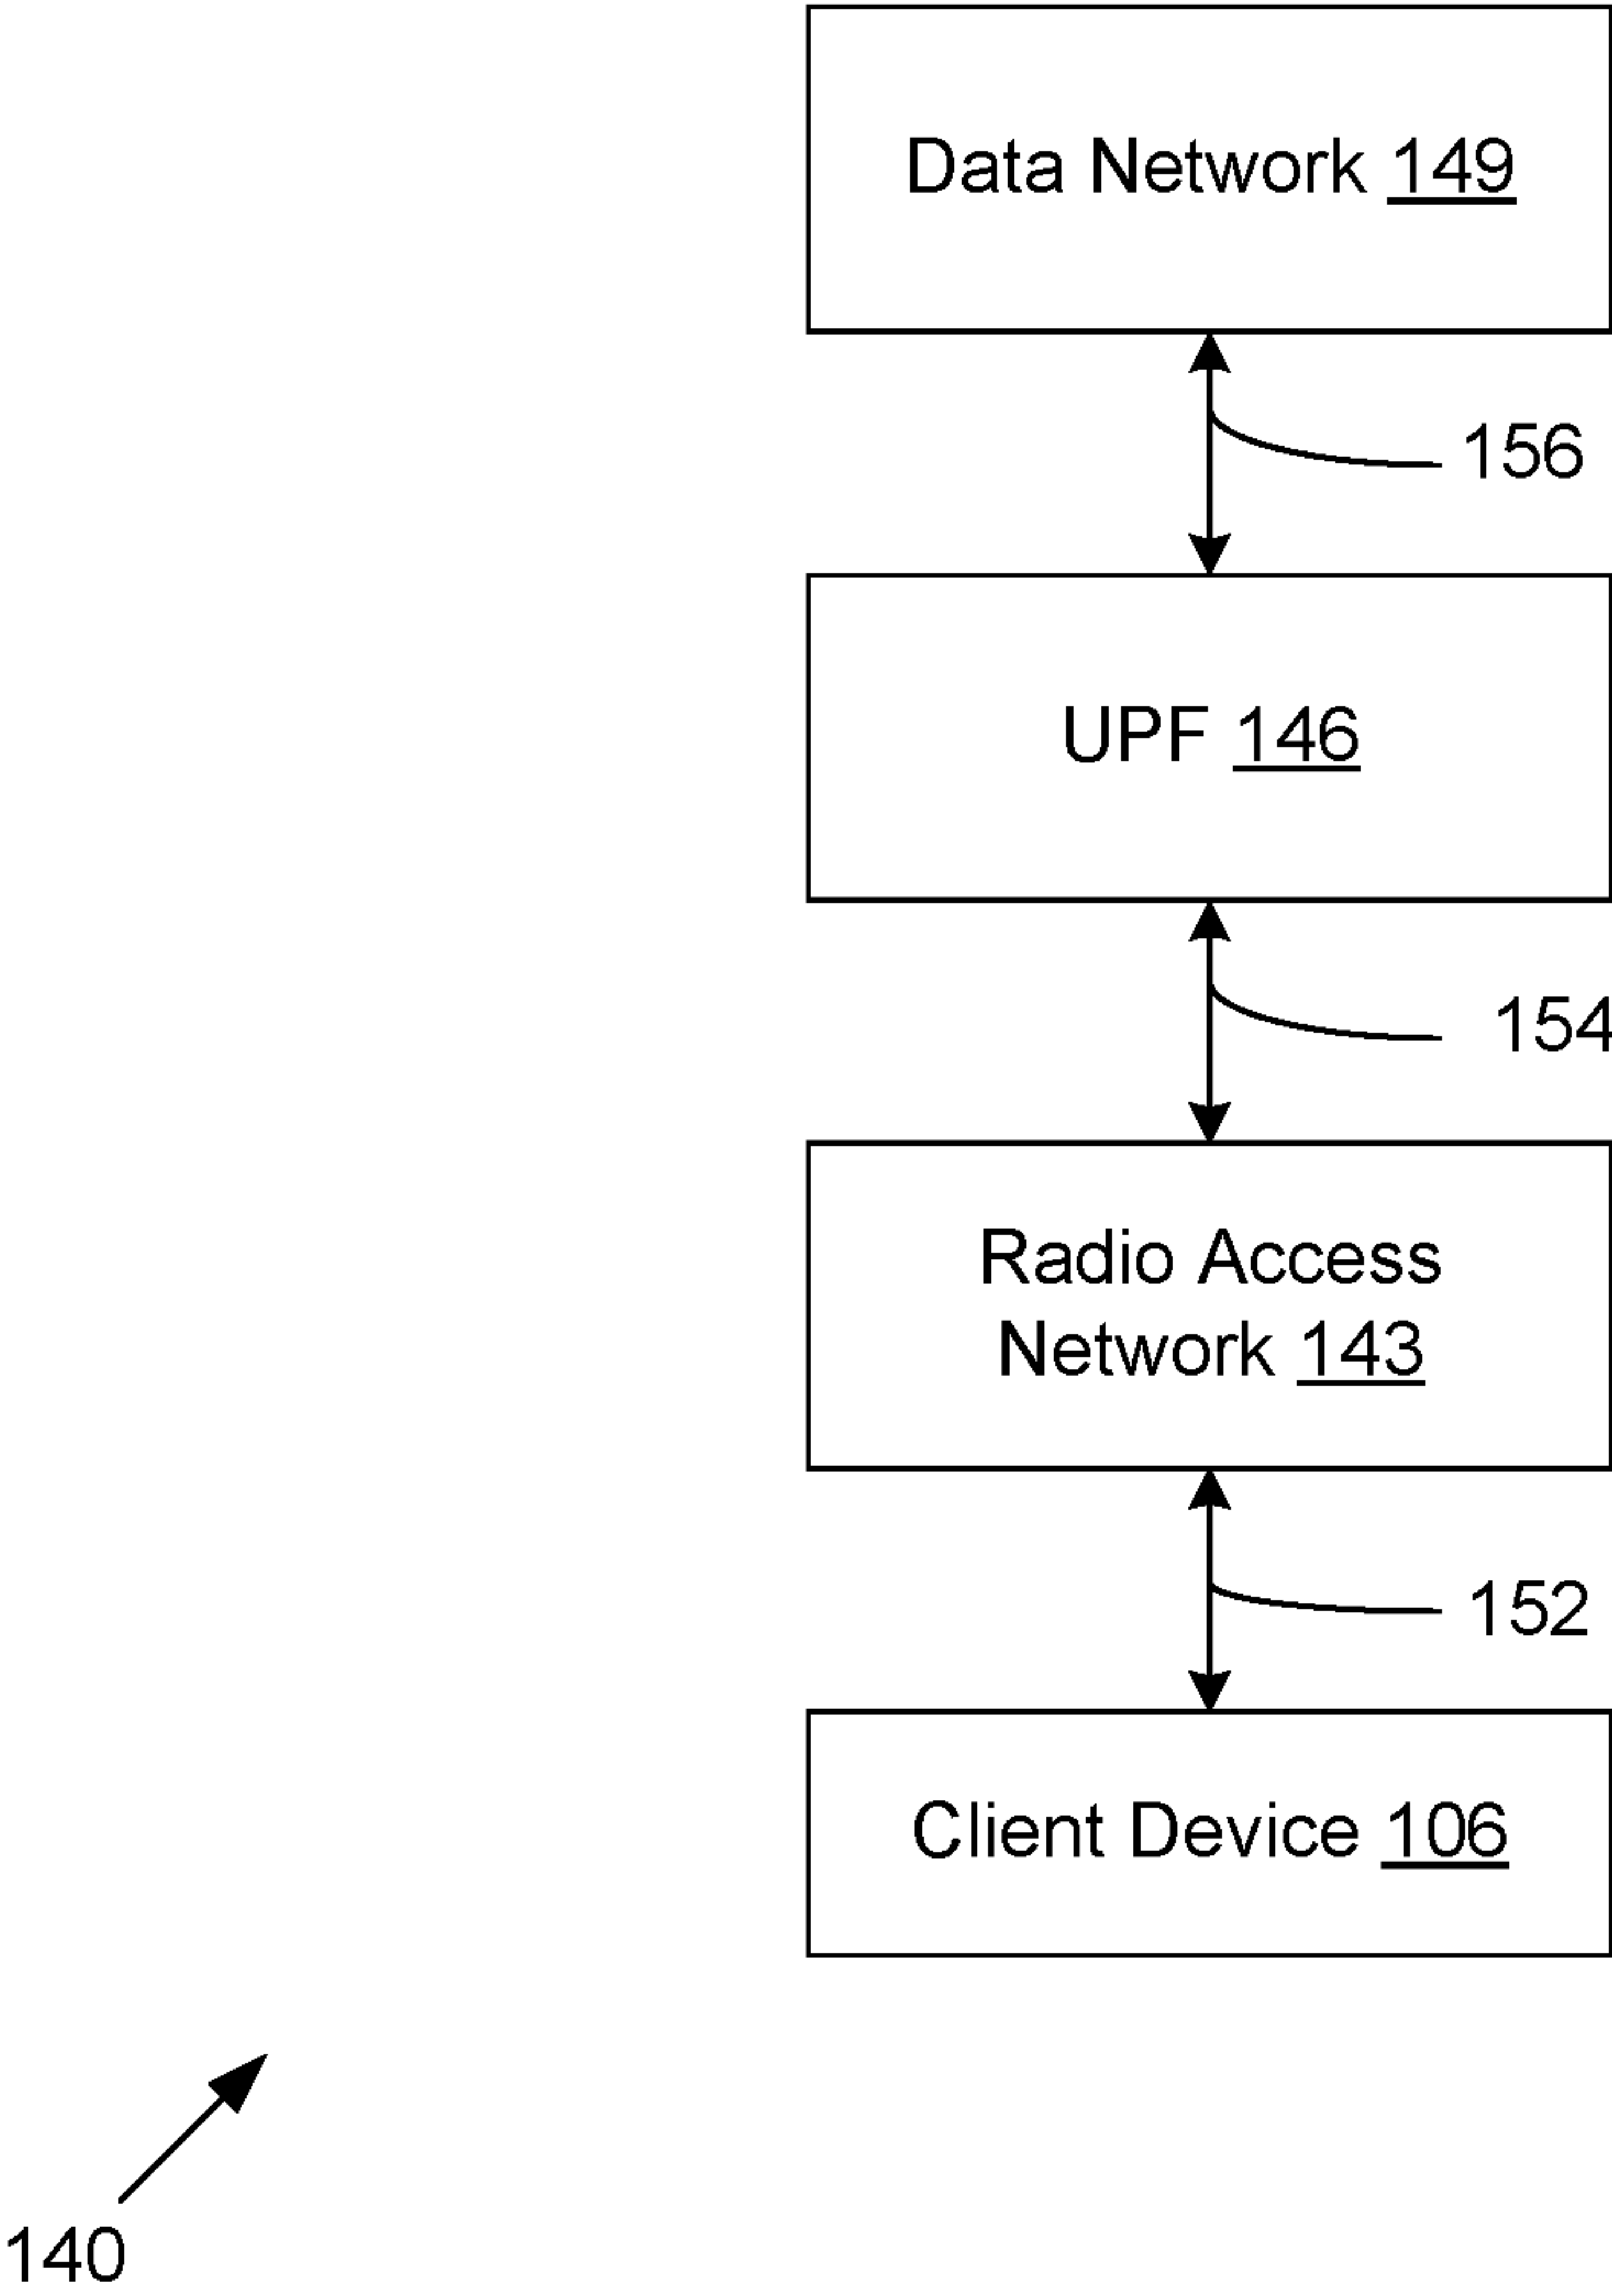 Data Network 149
156
UPF 146
154
Radio Access
Network 143
152
Client Device 106
140